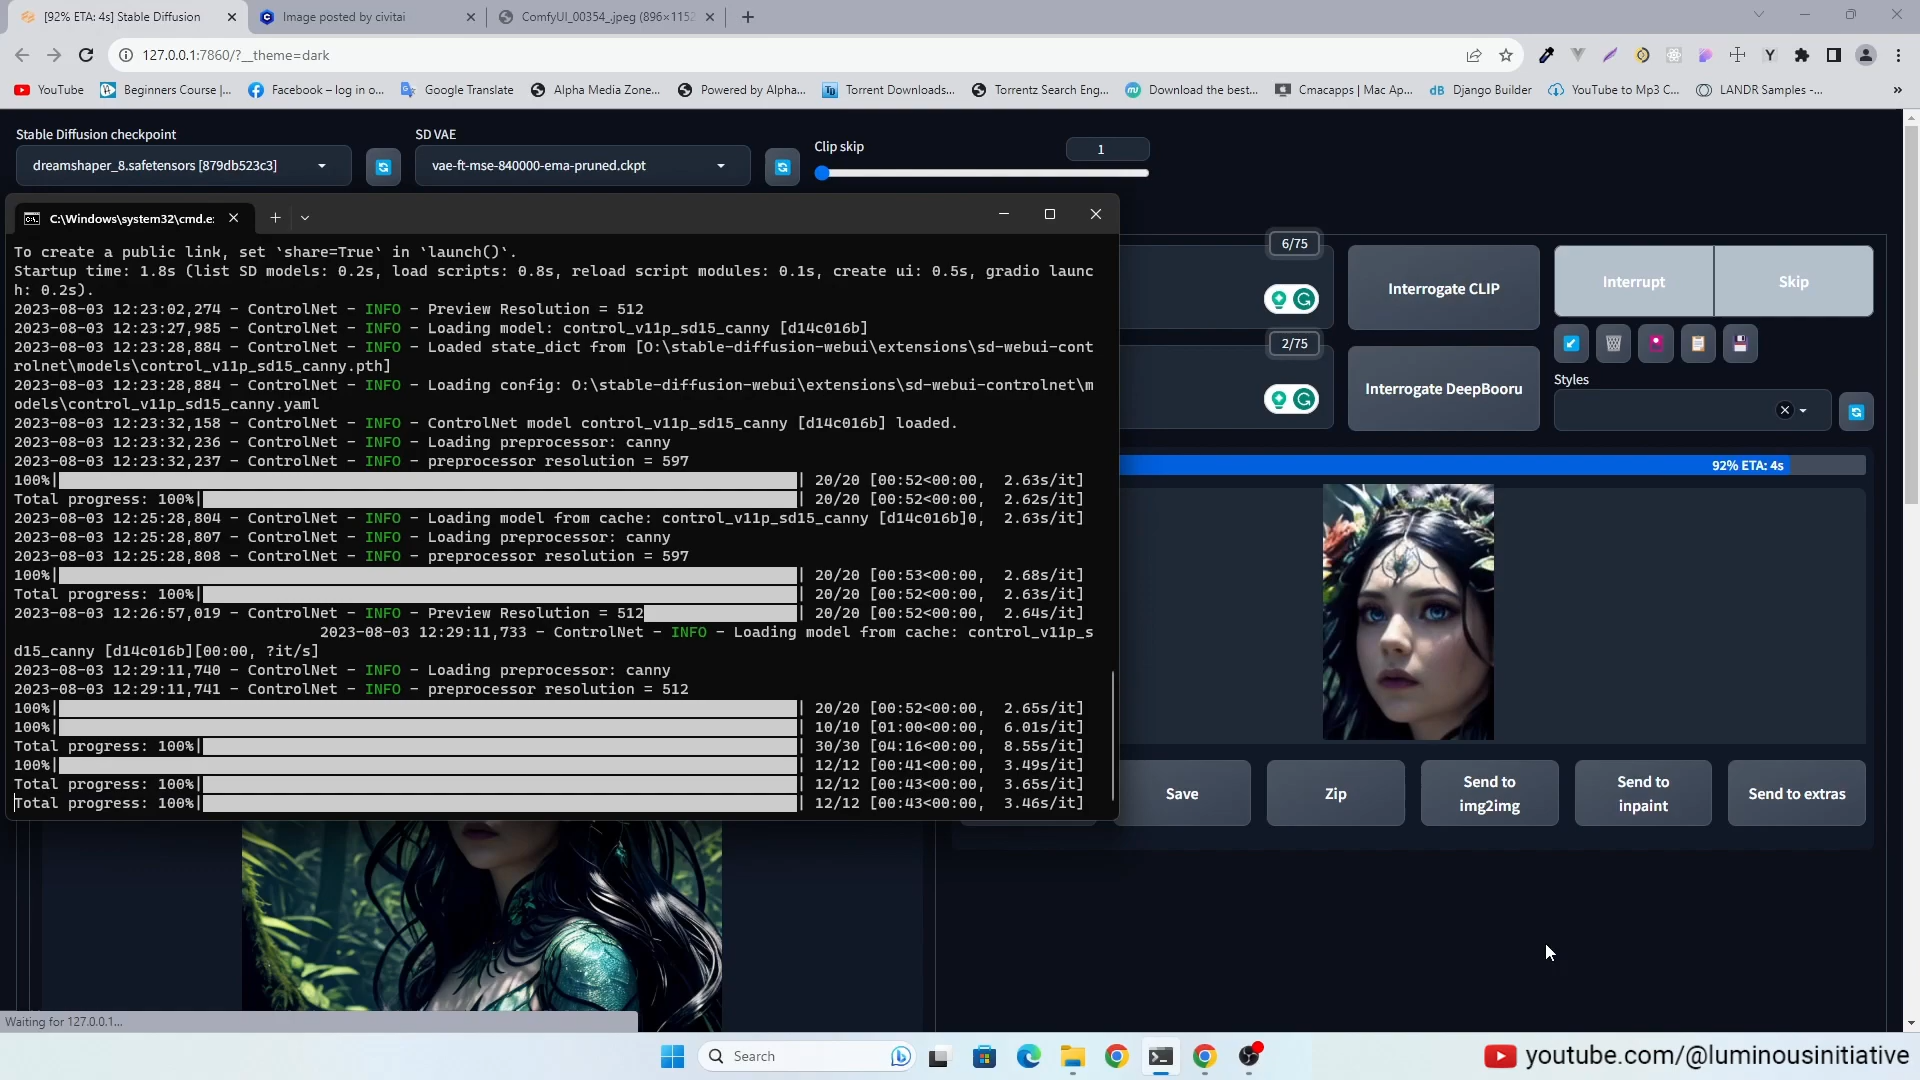 [92% ETA: 4s] Stable Diffusion
Image posted by civitai
ComfyUI_00354_.jpeg (896×1152
127.0.0.1:7860/?__theme=dark
YouTube
Beginners Course |...
Facebook – log in o...
Google Translate
Alpha Media Zone...
Powered by Alpha...
Torrent Downloads...
Torrentz Search Eng...
Download the best...
Cmacapps | Mac Ap...
Django Builder
YouTube to Mp3 C...
LANDR Samples -...
Stable Diffusion checkpoint
SD VAE
Clip skip
1
dreamshaper_8.safetensors [879db523c3]
vae-ft-mse-840000-ema-pruned.ckpt
C:\Windows\system32\cmd.e
To create a public link, set `share=True` in `launch()`.
Startup time: 1.8s (list SD models: 0.2s, load scripts: 0.8s, reload script modules: 0.1s, create ui: 0.5s, gradio launc
h: 0.2s).
2023-08-03 12:23:02,274 - ControlNet - INFO - Preview Resolution = 512
2023-08-03 12:23:27,985 - ControlNet - INFO - Loading model: control_v11p_sd15_canny [d14c016b]
2023-08-03 12:23:28,884 - ControlNet - INFO - Loaded state_dict from [O:\stable-diffusion-webui\extensions\sd-webui-cont
rolnet\models\control_v11p_sd15_canny.pth]
2023-08-03 12:23:28,884 - ControlNet - INFO - Loading config: O:\stable-diffusion-webui\extensions\sd-webui-controlnet\m
odels\control_v11p_sd15_canny.yaml
2023-08-03 12:23:32,158 - ControlNet - INFO - ControlNet model control_v11p_sd15_canny [d14c016b] loaded.
2023-08-03 12:23:32,236 - ControlNet - INFO - Loading preprocessor: canny
2023-08-03 12:23:32,237 - ControlNet - INFO - preprocessor resolution = 597
100%| | 20/20 [00:52<00:00, 2.63s/it]
Total progress: 100%| | 20/20 [00:52<00:00, 2.62s/it]
2023-08-03 12:25:28,804 - ControlNet - INFO - Loading model from cache: control_v11p_sd15_canny [d14c016b]0, 2.63s/it]
2023-08-03 12:25:28,807 - ControlNet - INFO - Loading preprocessor: canny
2023-08-03 12:25:28,808 - ControlNet - INFO - preprocessor resolution = 597
100%| | 20/20 [00:53<00:00, 2.68s/it]
Total progress: 100%| | 20/20 [00:52<00:00, 2.63s/it]
2023-08-03 12:26:57,019 - ControlNet - INFO - Preview Resolution = 512 | 20/20 [00:52<00:00, 2.64s/it]
2023-08-03 12:29:11,733 - ControlNet - INFO - Loading model from cache: control_v11p_s
d15_canny [d14c016b][00:00, ?it/s]
2023-08-03 12:29:11,740 - ControlNet - INFO - Loading preprocessor: canny
2023-08-03 12:29:11,741 - ControlNet - INFO - preprocessor resolution = 512
100%| | 20/20 [00:52<00:00, 2.65s/it]
100%| | 10/10 [01:00<00:00, 6.01s/it]
Total progress: 100%| | 30/30 [04:16<00:00, 8.55s/it]
100%| | 12/12 [00:41<00:00, 3.49s/it]
Total progress: 100%| | 12/12 [00:43<00:00, 3.65s/it]
Total progress: 100%| | 12/12 [00:43<00:00, 3.46s/it]
6/75
2/75
Interrogate CLIP
Interrogate DeepBooru
Interrupt
Skip
Styles
92% ETA: 4s
Save
Zip
Send to
img2img
Send to
inpaint
Send to extras
Waiting for 127.0.0.1...
Search
youtube.com/@luminousinitiative